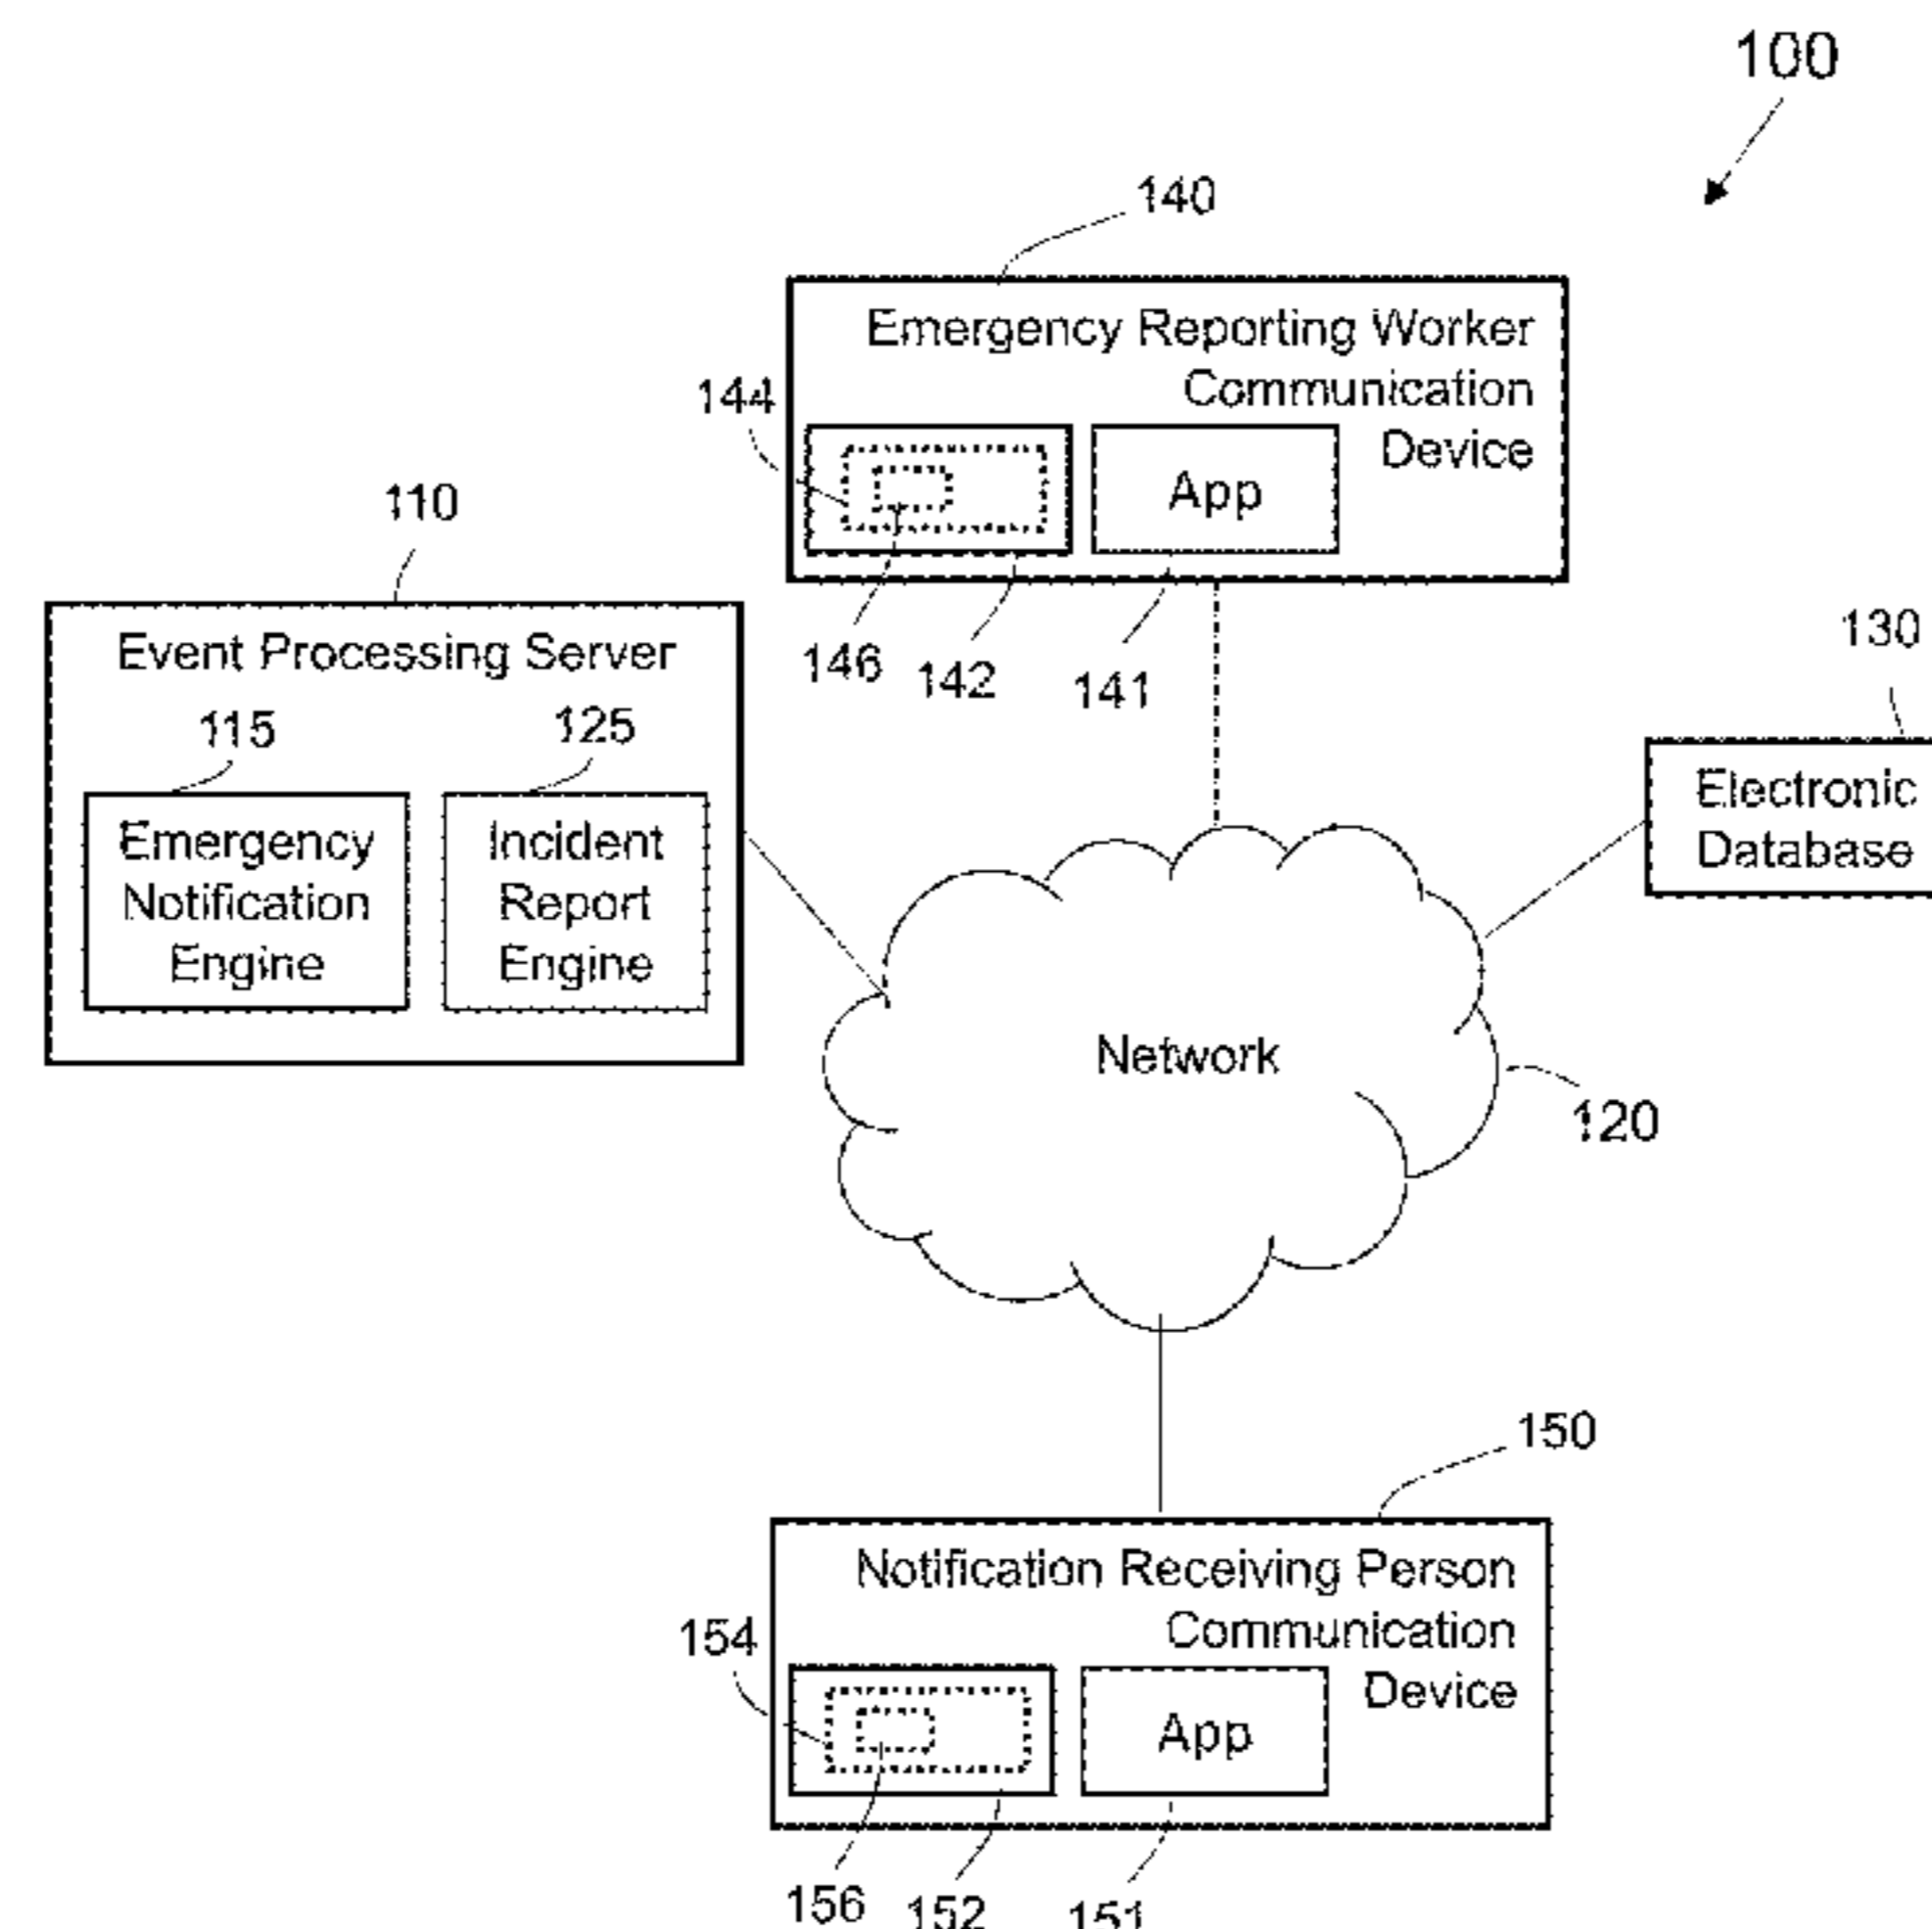 100
140
Emergency Reporting Worker
Communication
Device
144
App
110
146
142
141
Event Processing Server
130
115
125
Electronic
Database
Emergency
Notification
Engine
Incident
Report
Engine
Network
120
150
Notification Receiving Person
Communication
Device
154
App
156
152
151